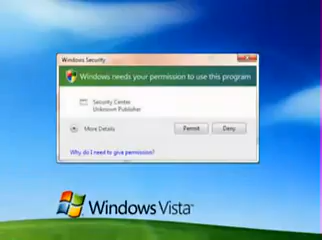 Windows Security
Windows needs your permission to use this program
Security Center
Unknown Publisher
More Details
Permit
Deny
Why do I need to give permission?
Windows Vista™